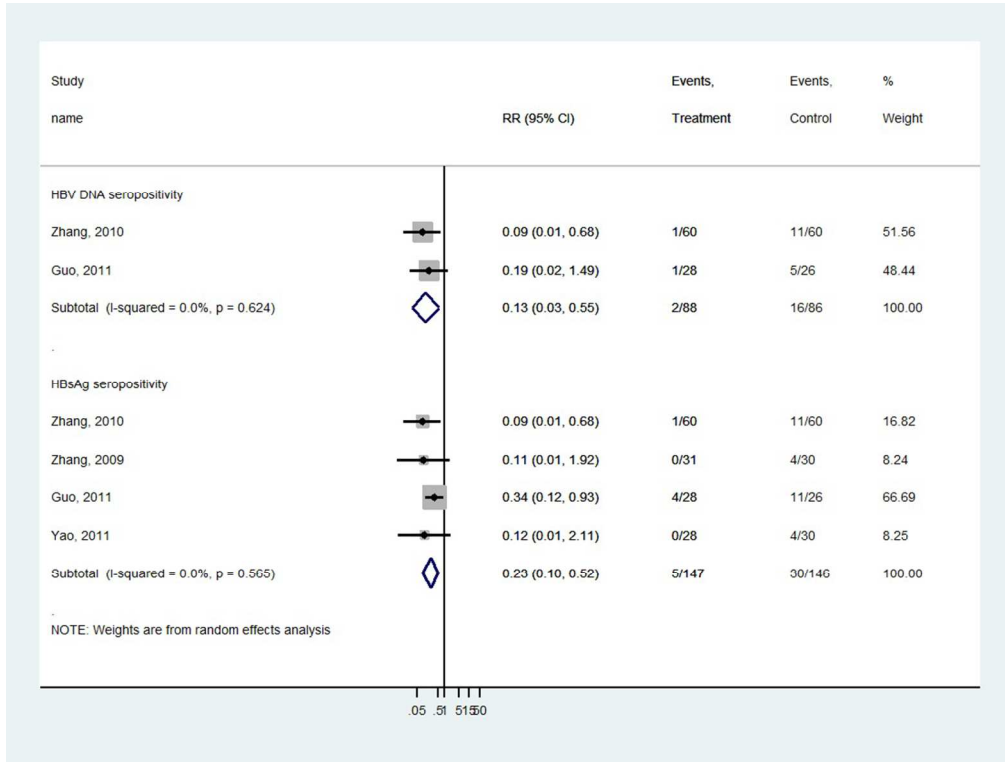 Study Events, Events, %
name RR (95% CI) Treatment Control Weight
HBV DNA seropositivity
Zhang, 2010 0.09 (0.01, 0.68) 1/60 11/60 51.56
Guo, 2011 0.19 (0.02, 1.49) 1/28 5/26 48.44
Subtotal (I-squared = 0.0%, p = 0.624) 0.13 (0.03, 0.55) 2/88 16/86 100.00
.
HBsAg seropositivity
Zhang, 2010 0.09 (0.01, 0.68) 1/60 11/60 16.82
Zhang, 2009 0.11 (0.01, 1.92) 0/31 4/30 8.24
Guo, 2011 0.34 (0.12, 0.93) 4/28 11/26 66.69
Yao, 2011 0.12 (0.01, 2.11) 0/28 4/30 8.25
Subtotal (I-squared = 0.0%, p = 0.565) 0.23 (0.10, 0.52) 5/147 30/146 100.00
.
NOTE: Weights are from random effects analysis
.05 .5 1